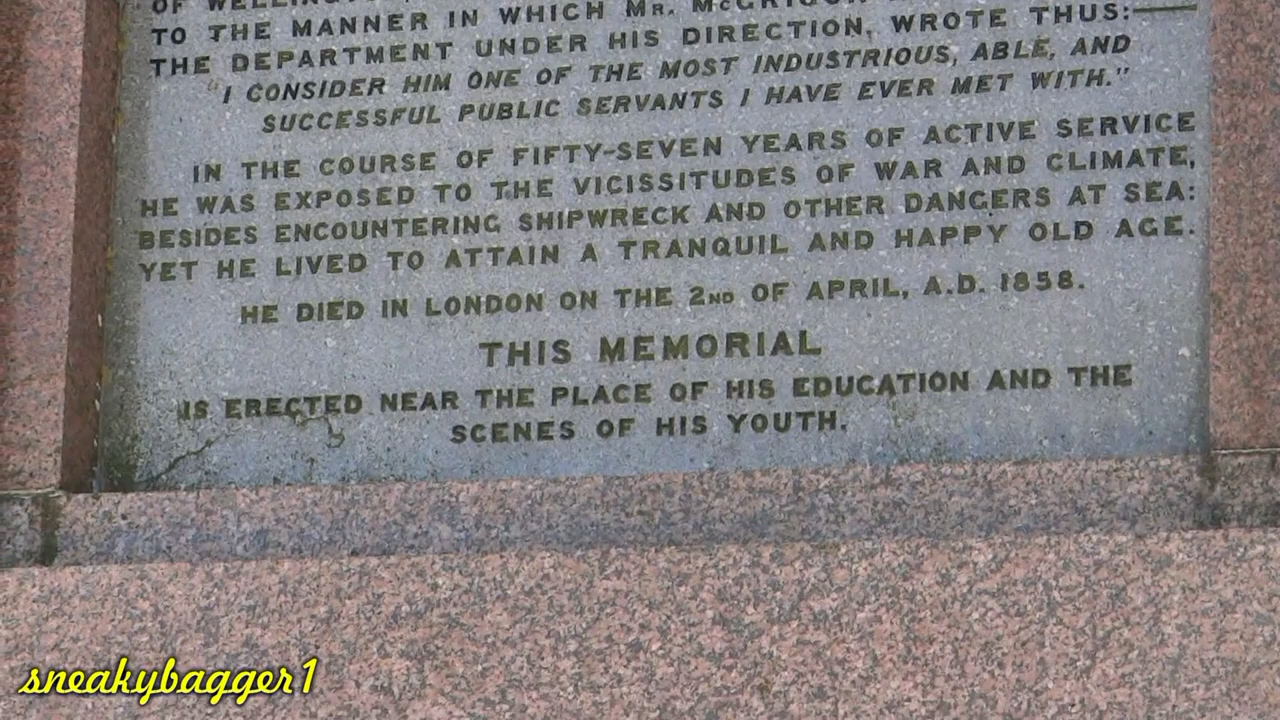 OF WELLINGTON
TO THE MANNER IN WHICH MR. McGRIGOR
THE DEPARTMENT UNDER HIS DIRECTION, WROTE THUS:—
"I CONSIDER HIM ONE OF THE MOST INDUSTRIOUS, ABLE, AND
SUCCESSFUL PUBLIC SERVANTS I HAVE EVER MET WITH."
IN THE COURSE OF FIFTY-SEVEN YEARS OF ACTIVE SERVICE
HE WAS EXPOSED TO THE VICISSITUDES OF WAR AND CLIMATE,
BESIDES ENCOUNTERING SHIPWRECK AND OTHER DANGERS AT SEA:
YET HE LIVED TO ATTAIN A TRANQUIL AND HAPPY OLD AGE.
HE DIED IN LONDON ON THE 2ND OF APRIL, A.D. 1858.
THIS MEMORIAL
IS ERECTED NEAR THE PLACE OF HIS EDUCATION AND THE
SCENES OF HIS YOUTH.
sneakybagger1